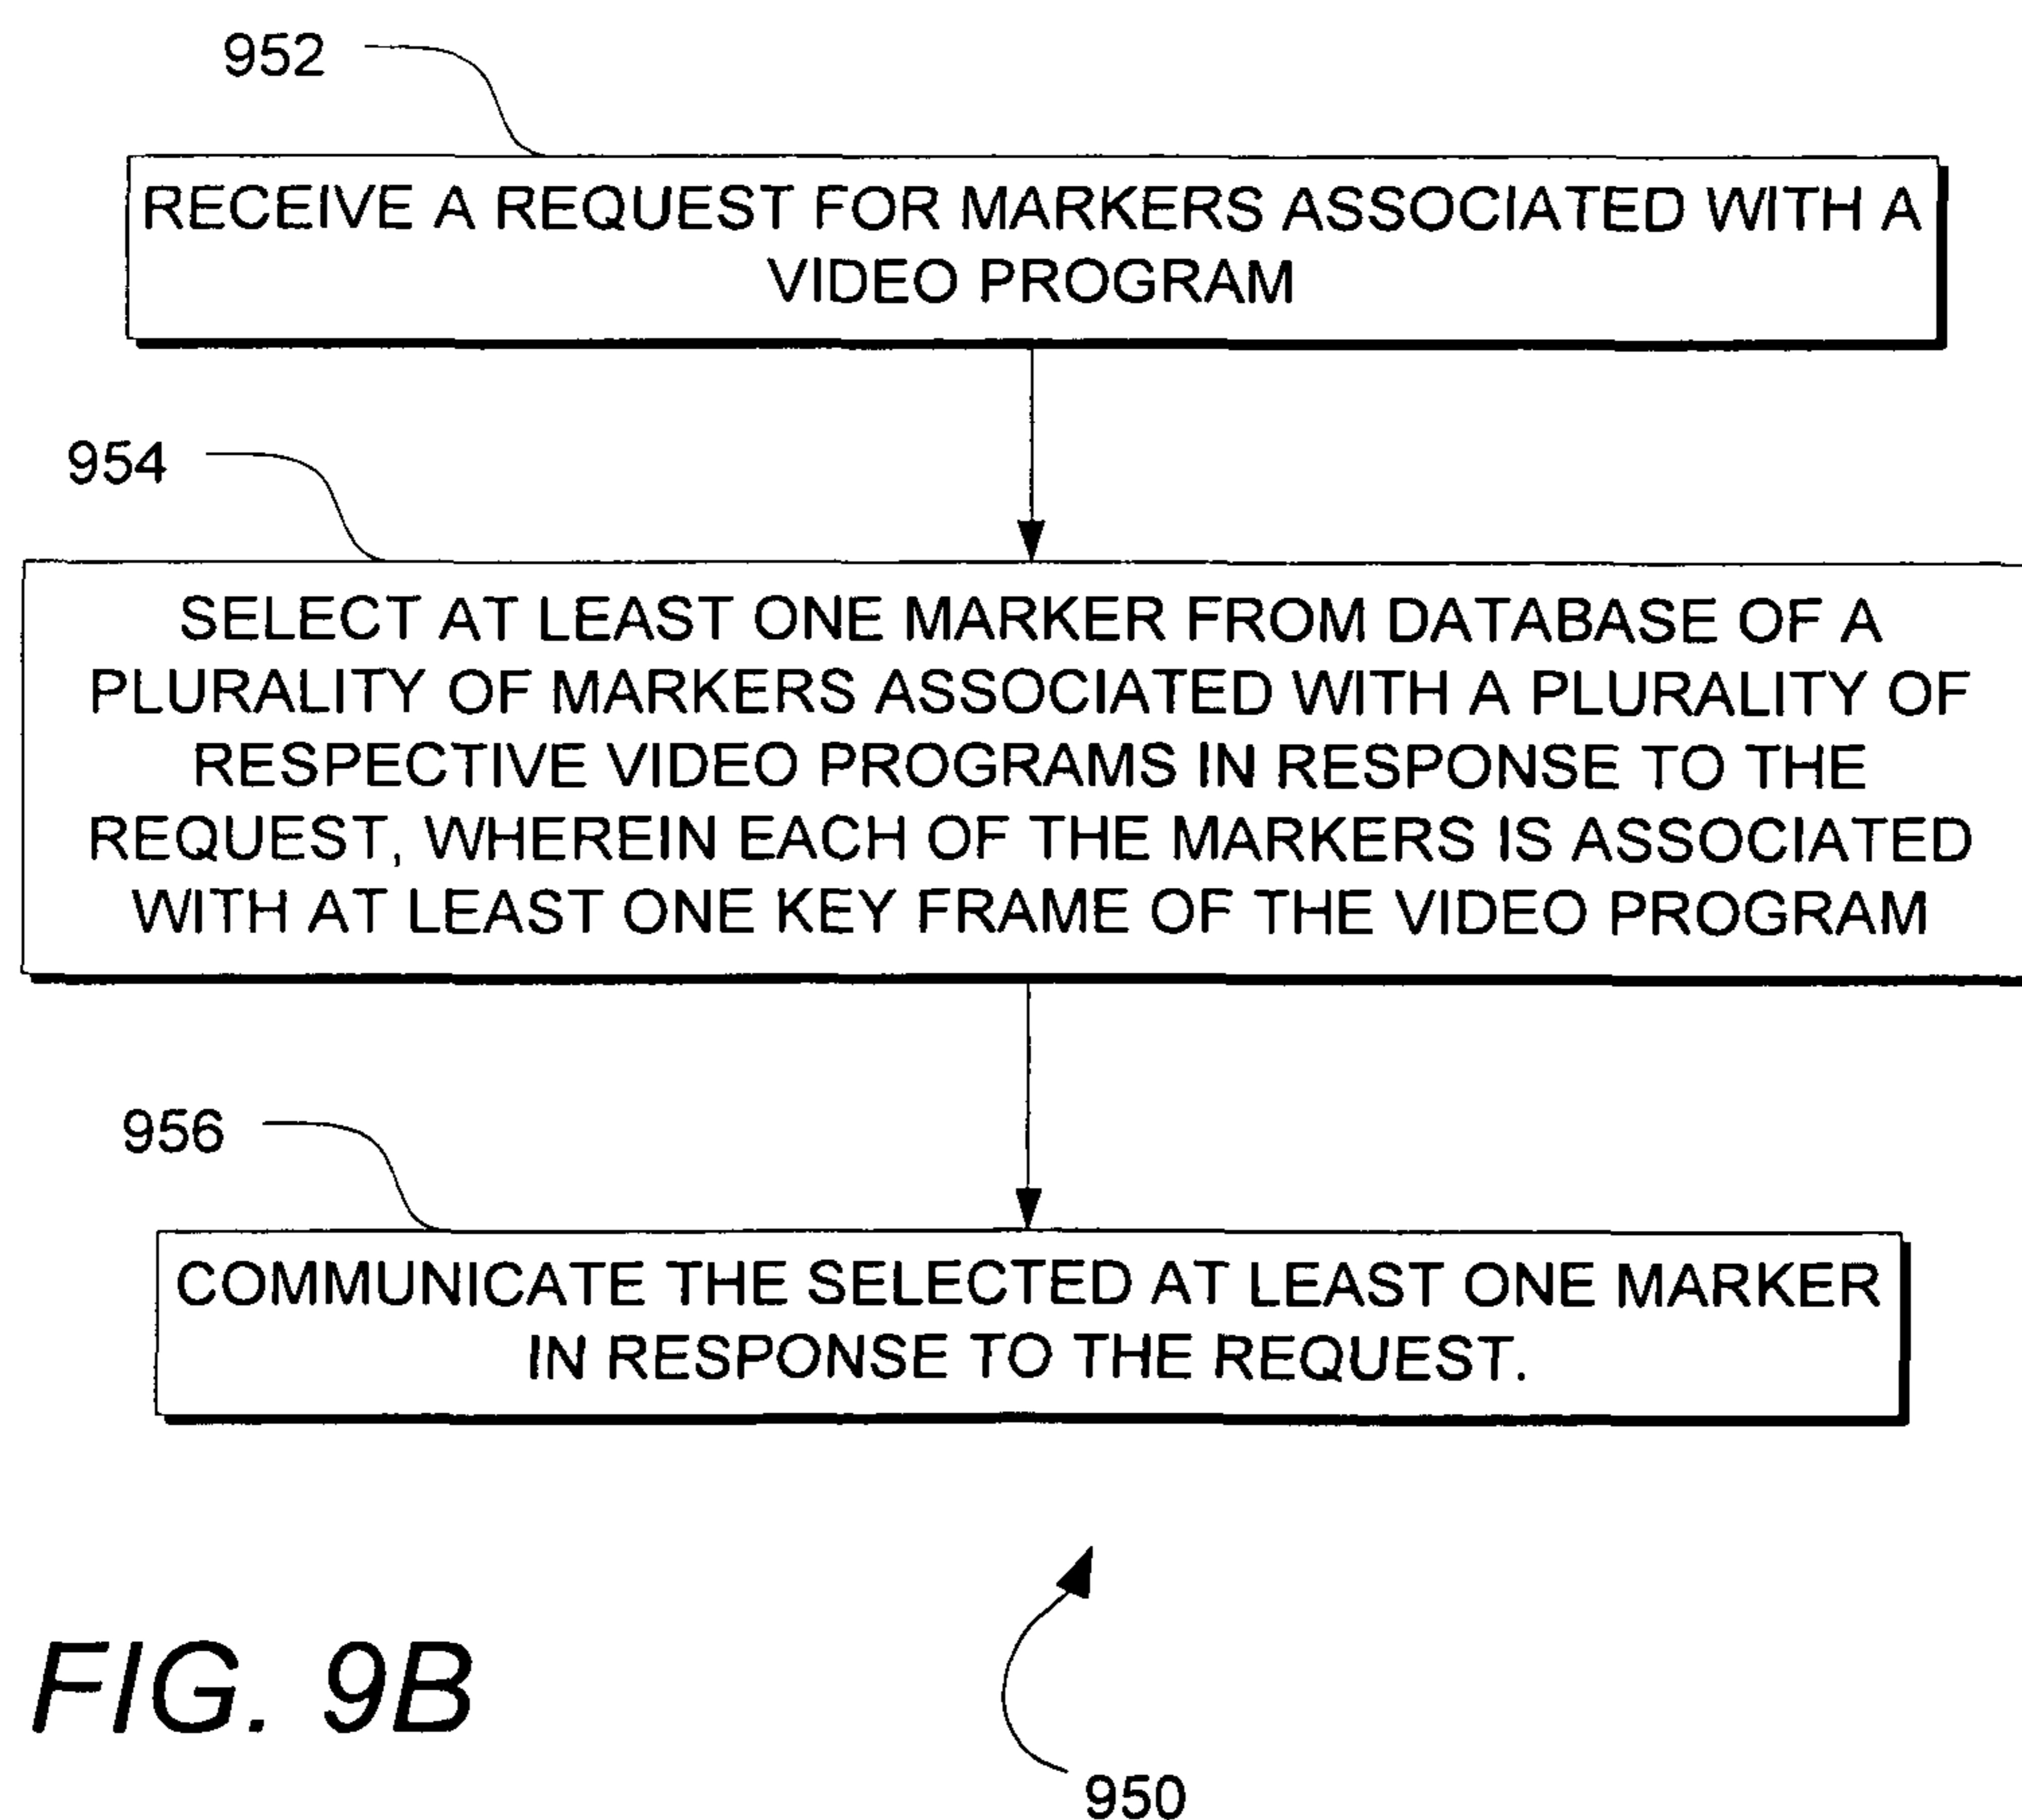 952
RECEIVE A REQUEST FOR MARKERS ASSOCIATED WITH A
VIDEO PROGRAM
954
SELECT AT LEAST ONE MARKER FROM DATABASE OF A
PLURALITY OF MARKERS ASSOCIATED WITH A PLURALITY OF
RESPECTIVE VIDEO PROGRAMS IN RESPONSE TO THE
REQUEST, WHEREIN EACH OF THE MARKERS IS ASSOCIATED
WITH AT LEAST ONE KEY FRAME OF THE VIDEO PROGRAM
956
COMMUNICATE THE SELECTED AT LEAST ONE MARKER
IN RESPONSE TO THE REQUEST.
FIG. 9B
950